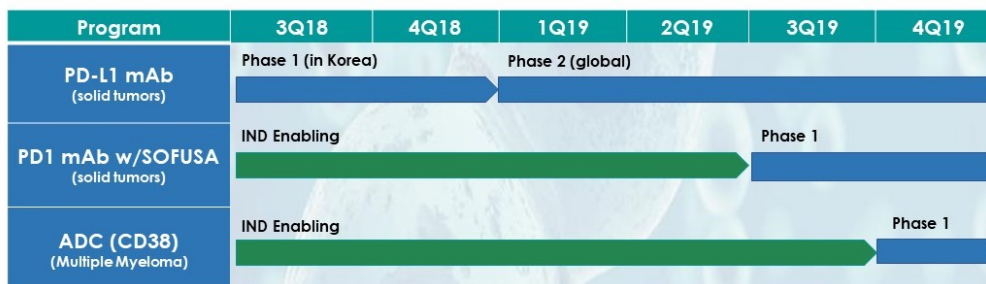 Program 3Q18 4Q18 1Q19 2Q19 3Q19 4Q19
PD-L1 mAb
(solid tumors)
Phase 1 (in Korea) Phase 2 (global)
PD1 mAb w/SOFUSA
(solid tumors)
IND Enabling Phase 1
ADC (CD38)
(Multiple Myeloma)
IND Enabling Phase 1